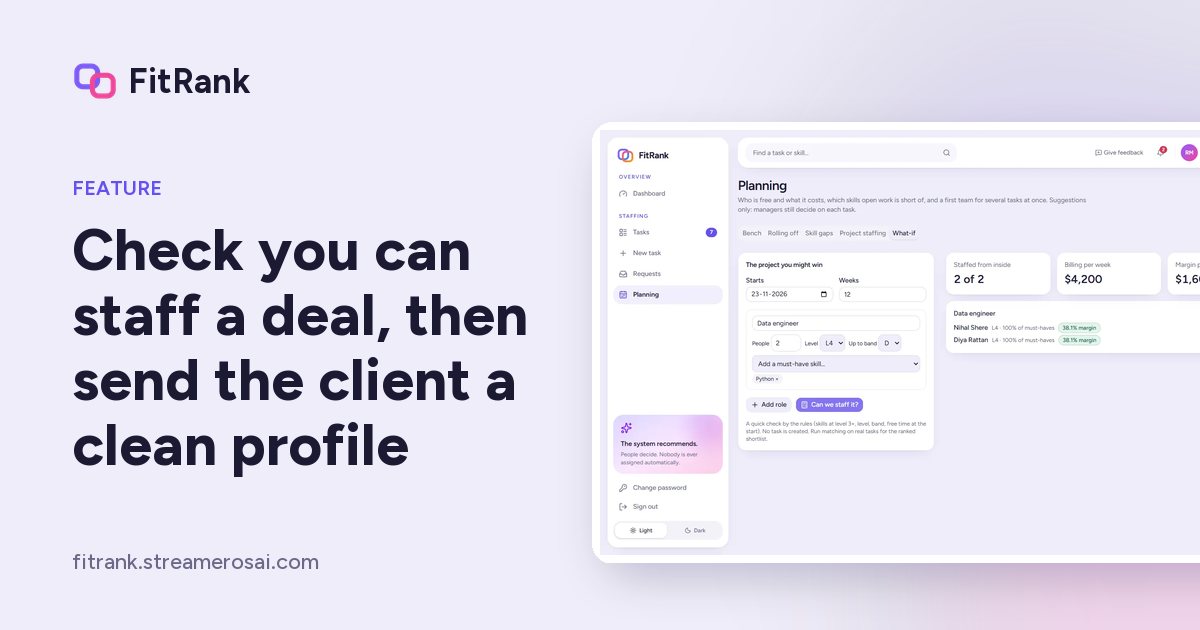 FitRank
FEATURE
Check you can
staff a deal, then
send the client a
clean profile
fitrank.streamerosai.com
FitRank
OVERVIEW
Dashboard
STAFFING
Tasks 7
New task
Requests
Planning
The system recommends.
People decide. Nobody is ever
assigned automatically.
Change password
Sign out
Light Dark
Find a task or skill...
Give feedback
RM
Planning
Who is free and what it costs, which skills open work is short of, and a first team for several tasks at once. Suggestions
only: managers still decide on each task.
Bench Rolling off Skill gaps Project staffing What-if
The project you might win
Starts Weeks
23-11-2026 12
Data engineer
People 2 Level L4 Up to band D
Add a must-have skill...
Python ×
+ Add role Can we staff it?
A quick check by the rules (skills at level 3+, level, band, free time at the
start). No task is created. Run matching on real tasks for the ranked
shortlist.
Staffed from inside
2 of 2
Billing per week
$4,200
Margin p
$1,6
Data engineer
Nihal Shere L4 · 100% of must-haves 38.1% margin
Diya Rattan L4 · 100% of must-haves 38.1% margin